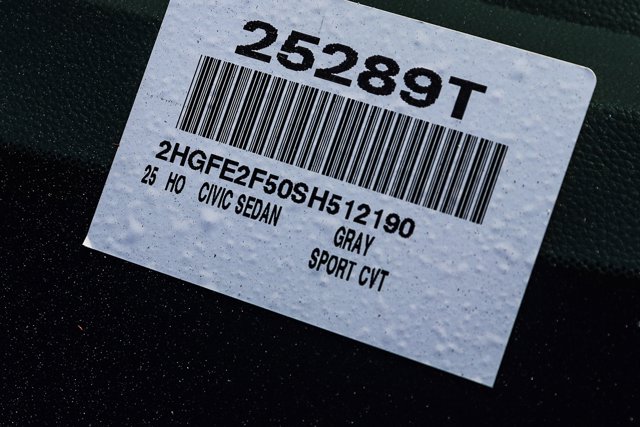 25289T
2HGFE2F50SH512190
25 HO CIVIC SEDAN
GRAY
SPORT CVT